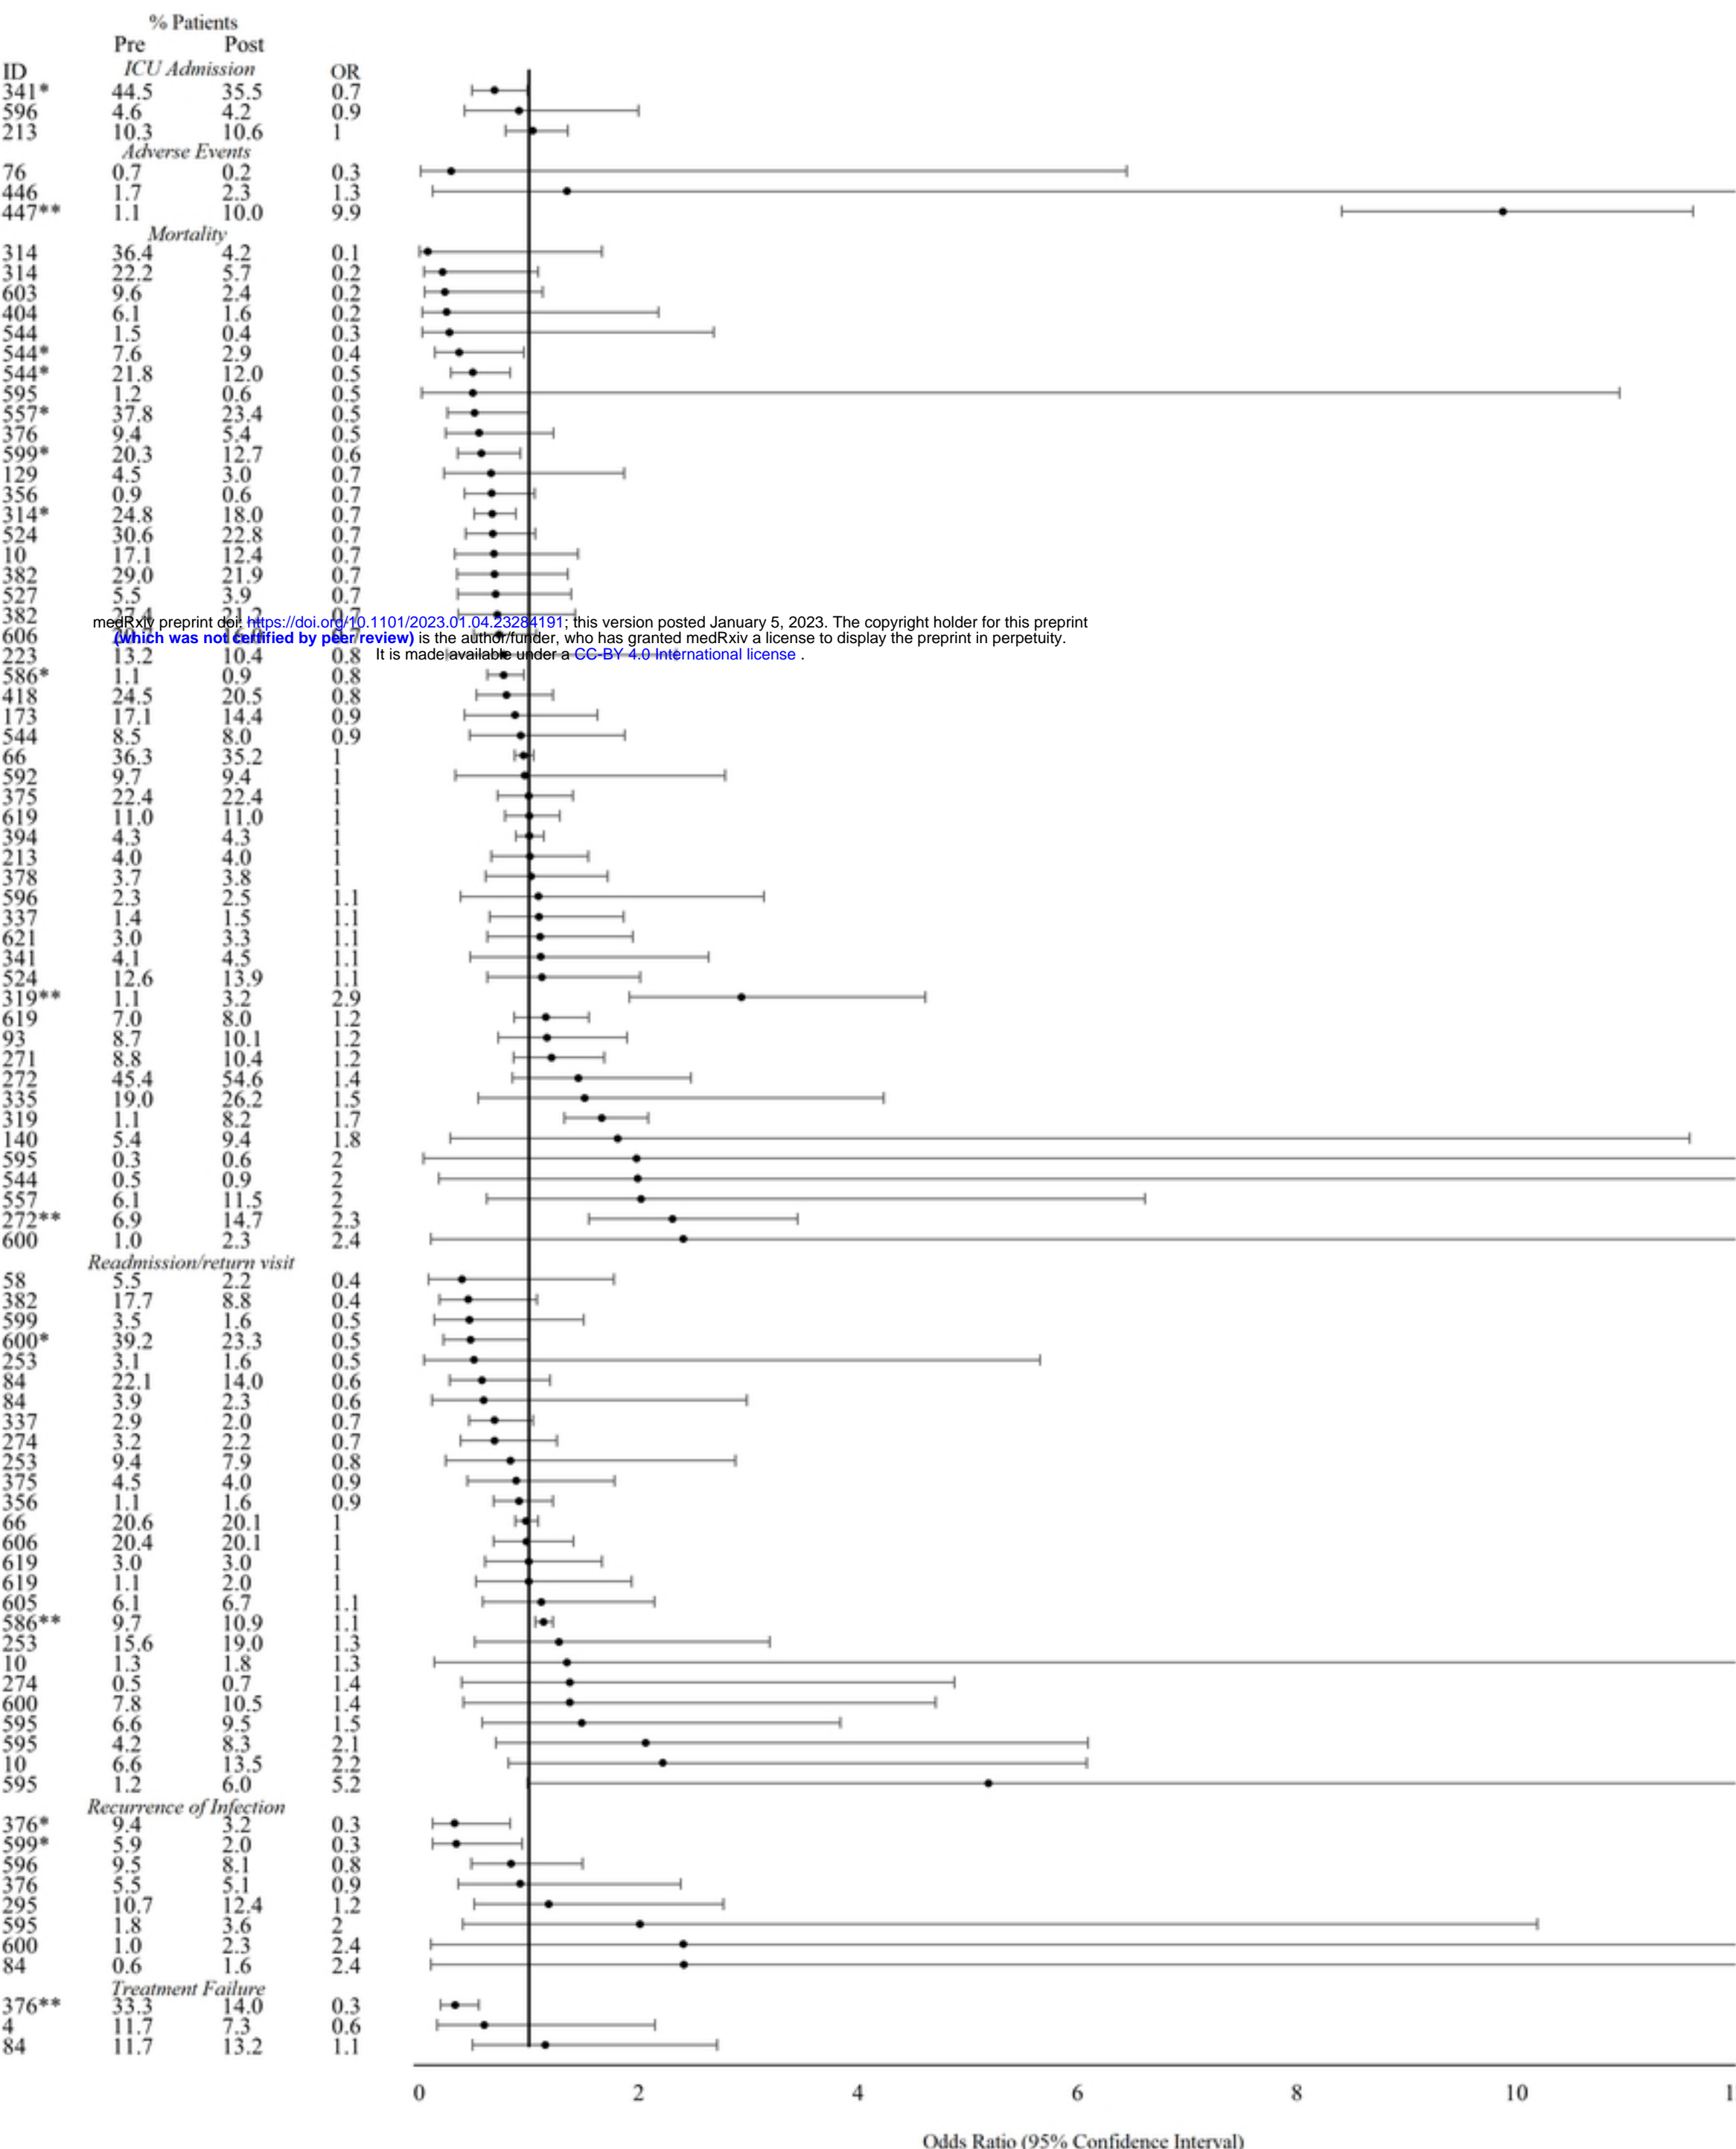 % Patients
Pre Post
ID ICU Admission OR
341* 44.5 35.5 0.7
596 4.6 4.2 0.9
213 10.3 10.6 1
Adverse Events
76 0.7 0.2 0.3
446 1.7 2.3 1.3
447** 1.1 10.0 9.9
Mortality
314 36.4 4.2 0.1
314 22.2 5.7 0.2
603 9.6 2.4 0.2
404 6.1 1.6 0.2
544 1.5 0.4 0.3
544* 7.6 2.9 0.4
544* 21.8 12.0 0.5
595 1.2 0.6 0.5
557* 37.8 23.4 0.5
376 9.4 5.4 0.5
599* 20.3 12.7 0.6
129 4.5 3.0 0.7
356 0.9 0.6 0.7
314* 24.8 18.0 0.7
524 30.6 22.8 0.7
10 17.1 12.4 0.7
382 29.0 21.9 0.7
527 5.5 3.9 0.7
382 27.4 21.2 0.7
medRxiv preprint doi: https://doi.org/10.1101/2023.01.04.23284191; this version posted January 5, 2023. The copyright holder for this preprint
606
(which was not certified by peer review) is the author/funder, who has granted medRxiv a license to display the preprint in perpetuity.
223 13.2 10.4 0.8
It is made available under a CC-BY 4.0 International license .
586* 1.1 0.9 0.8
418 24.5 20.5 0.8
173 17.1 14.4 0.9
544 8.5 8.0 0.9
66 36.3 35.2 1
592 9.7 9.4 1
375 22.4 22.4 1
619 11.0 11.0 1
394 4.3 4.3 1
213 4.0 4.0 1
378 3.7 3.8 1
596 2.3 2.5 1.1
337 1.4 1.5 1.1
621 3.0 3.3 1.1
341 4.1 4.5 1.1
524 12.6 13.9 1.1
319** 1.1 3.2 2.9
619 7.0 8.0 1.2
93 8.7 10.1 1.2
271 8.8 10.4 1.2
272 45.4 54.6 1.4
335 19.0 26.2 1.5
319 1.1 8.2 1.7
140 5.4 9.4 1.8
595 0.3 0.6 2
544 0.5 0.9 2
557 6.1 11.5 2
272** 6.9 14.7 2.3
600 1.0 2.3 2.4
Readmission/return visit
58 5.5 2.2 0.4
382 17.7 8.8 0.4
599 3.5 1.6 0.5
600* 39.2 23.3 0.5
253 3.1 1.6 0.5
84 22.1 14.0 0.6
84 3.9 2.3 0.6
337 2.9 2.0 0.7
274 3.2 2.2 0.7
253 9.4 7.9 0.8
375 4.5 4.0 0.9
356 1.1 1.6 0.9
66 20.6 20.1 1
606 20.4 20.1 1
619 3.0 3.0 1
619 1.1 2.0 1
605 6.1 6.7 1.1
586** 9.7 10.9 1.1
253 15.6 19.0 1.3
10 1.3 1.8 1.3
274 0.5 0.7 1.4
600 7.8 10.5 1.4
595 6.6 9.5 1.5
595 4.2 8.3 2.1
10 6.6 13.5 2.2
595 1.2 6.0 5.2
Recurrence of Infection
376* 9.4 3.2 0.3
599* 5.9 2.0 0.3
596 9.5 8.1 0.8
376 5.5 5.1 0.9
295 10.7 12.4 1.2
595 1.8 3.6 2
600 1.0 2.3 2.4
84 0.6 1.6 2.4
Treatment Failure
376** 33.3 14.0 0.3
4 11.7 7.3 0.6
84 11.7 13.2 1.1
0 2 4 6 8 10 1
Odds Ratio (95% Confidence Interval)